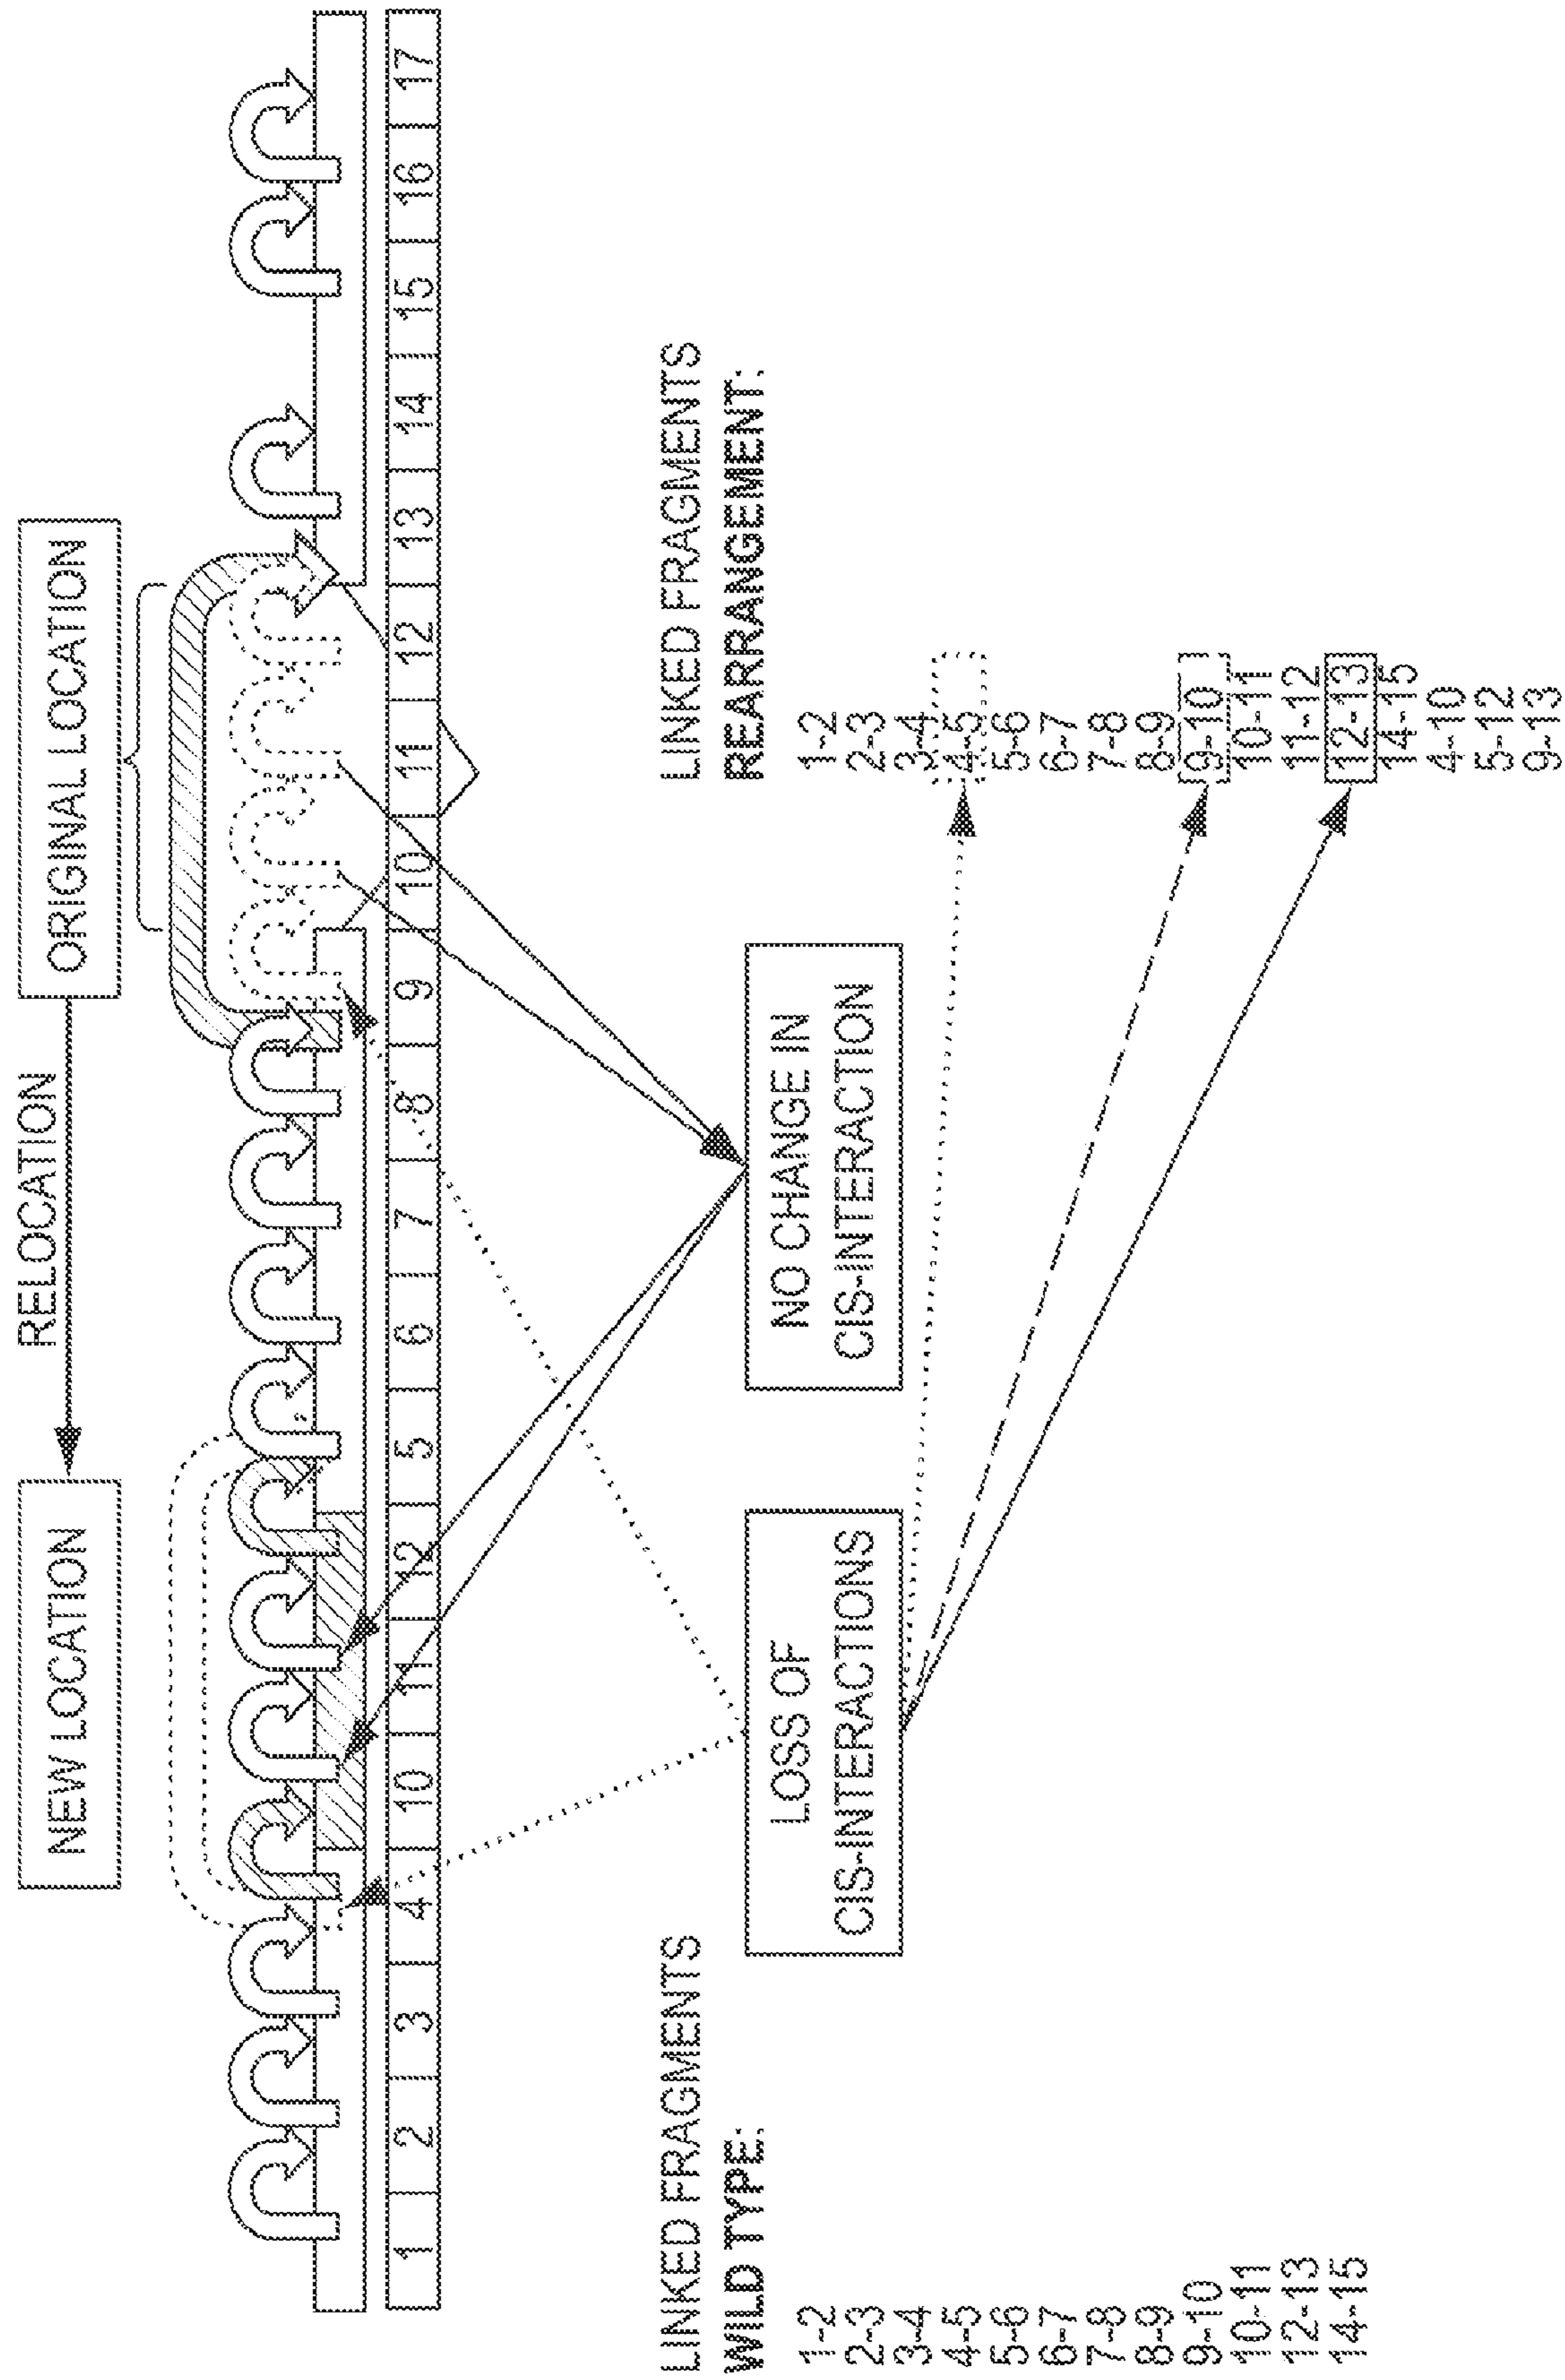 NEW LOCATION
RELOCATION
ORIGINAL LOCATION
1 2 3 4 10 11 12 5 6 7 8 9 10 11 12 13 14 15 16 17
LINKED FRAGMENTS
WILD TYPE:
1-2
2-3
3-4
4-5
5-6
6-7
7-8
8-9
9-10
10-11
12-13
14-15
LOSS OF
CIS-INTERACTIONS
NO CHANGE IN
CIS-INTERACTION
LINKED FRAGMENTS
REARRANGEMENT:
1-2
2-3
3-4
4-5
5-6
6-7
7-8
8-9
9-10
10-11
11-12
12-13
14-15
4-10
5-12
9-13